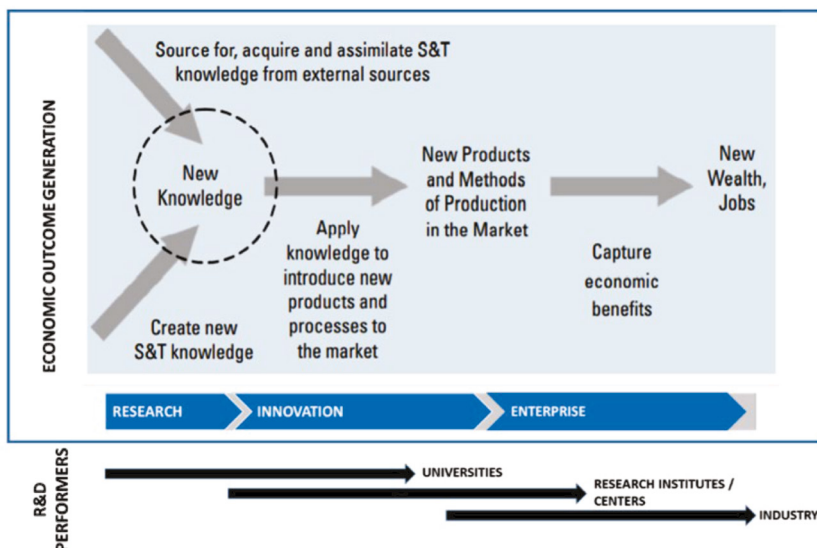 ECONOMIC OUTCOME GENERATION
Source for, acquire and assimilate S&T
knowledge from external sources
New
Knowledge
Create new
S&T knowledge
Apply
knowledge to
introduce new
products and
processes to
the market
New Products
and Methods
of Production
in the Market
Capture
economic
benefits
New
Wealth,
Jobs
RESEARCH
INNOVATION
ENTERPRISE
R&D
PERFORMERS
UNIVERSITIES
RESEARCH INSTITUTES /
CENTERS
INDUSTRY